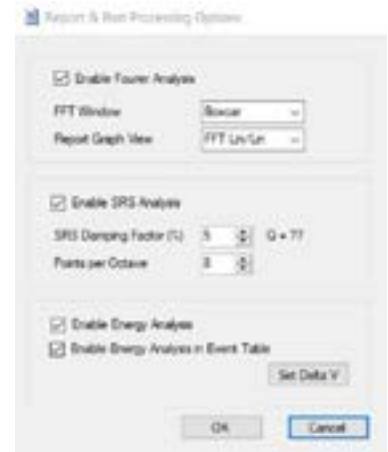 Report & Post Processing Options
Enable Fourier Analysis
FFT Window Boxcar
Report Graph View FFT Lin/Lin
Enable SRS Analysis
SRS Damping Factor (%) 5 Q = ??
Points per Octave 8
Enable Energy Analysis
Enable Energy Analysis in Event Table
Set Delta V
OK Cancel